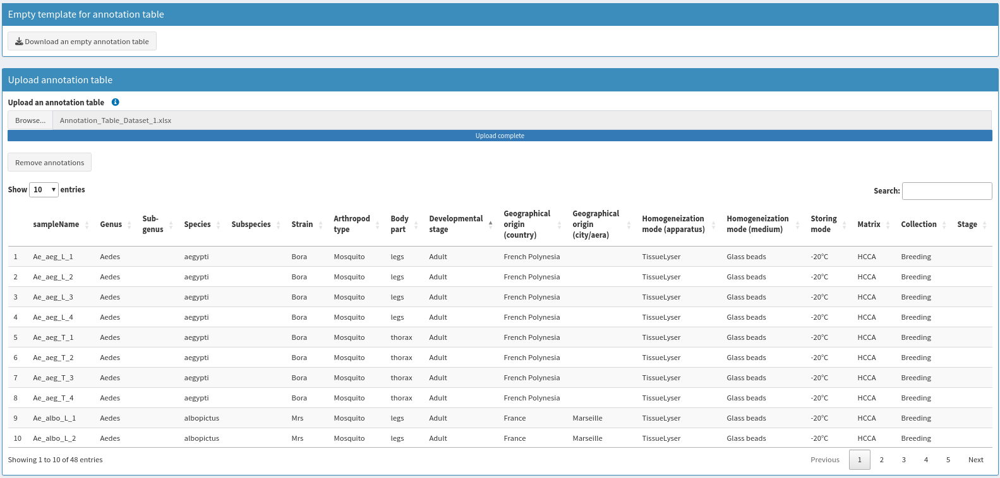 Empty template for annotation table
Download an empty annotation table
Upload annotation table
Upload an annotation table
Browse... Annotation_Table_Dataset_1.xlsx
Upload complete
Remove annotations
Show 10 entries Search:
sampleName Genus Sub-genus Species Subspecies Strain Arthropod type Body part Developmental stage Geographical origin (country) Geographical origin (city/aera) Homogeneization mode (apparatus) Homogeneization mode (medium) Storing mode Matrix Collection Stage
1 Ae_aeg_L_1 Aedes aegypti Bora Mosquito legs Adult French Polynesia TissueLyser Glass beads -20°C HCCA Breeding
2 Ae_aeg_L_2 Aedes aegypti Bora Mosquito legs Adult French Polynesia TissueLyser Glass beads -20°C HCCA Breeding
3 Ae_aeg_L_3 Aedes aegypti Bora Mosquito legs Adult French Polynesia TissueLyser Glass beads -20°C HCCA Breeding
4 Ae_aeg_L_4 Aedes aegypti Bora Mosquito legs Adult French Polynesia TissueLyser Glass beads -20°C HCCA Breeding
5 Ae_aeg_T_1 Aedes aegypti Bora Mosquito thorax Adult French Polynesia TissueLyser Glass beads -20°C HCCA Breeding
6 Ae_aeg_T_2 Aedes aegypti Bora Mosquito thorax Adult French Polynesia TissueLyser Glass beads -20°C HCCA Breeding
7 Ae_aeg_T_3 Aedes aegypti Bora Mosquito thorax Adult French Polynesia TissueLyser Glass beads -20°C HCCA Breeding
8 Ae_aeg_T_4 Aedes aegypti Bora Mosquito thorax Adult French Polynesia TissueLyser Glass beads -20°C HCCA Breeding
9 Ae_albo_L_1 Aedes albopictus Mrs Mosquito legs Adult France Marseille TissueLyser Glass beads -20°C HCCA Breeding
10 Ae_albo_L_2 Aedes albopictus Mrs Mosquito legs Adult France Marseille TissueLyser Glass beads -20°C HCCA Breeding
Showing 1 to 10 of 48 entries Previous 1 2 3 4 5 Next